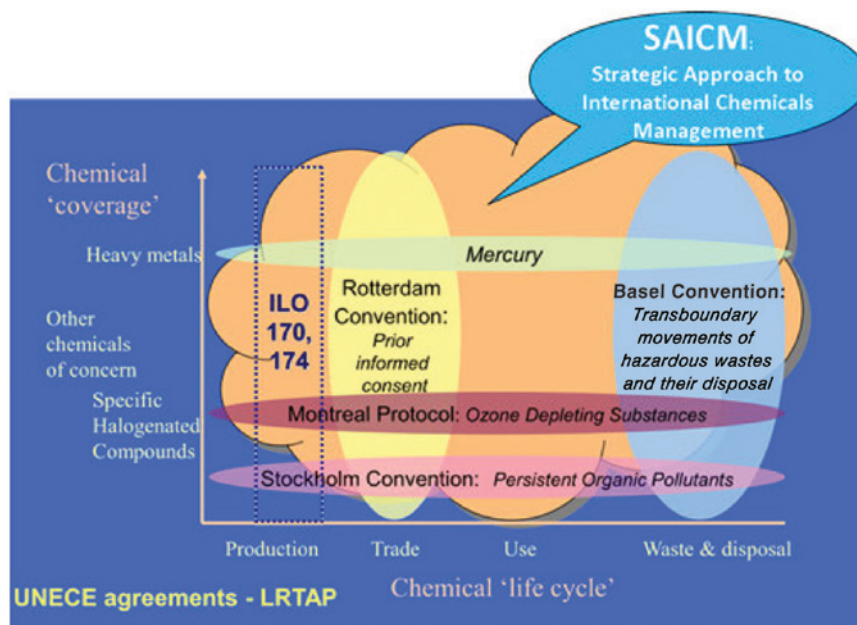 SAICM:
Strategic Approach to
International Chemicals
Management
Chemical
'coverage'
Heavy metals
Mercury
ILO
170,
174
Rotterdam
Convention:
Prior
informed
consent
Basel Convention:
Transboundary
movements of
hazardous wastes
and their disposal
Other
chemicals
of concern
Specific
Halogenated
Compounds
Montreal Protocol: Ozone Depleting Substances
Stockholm Convention: Persistent Organic Pollutants
Production
Trade
Use
Waste & disposal
UNECE agreements - LRTAP
Chemical 'life cycle'